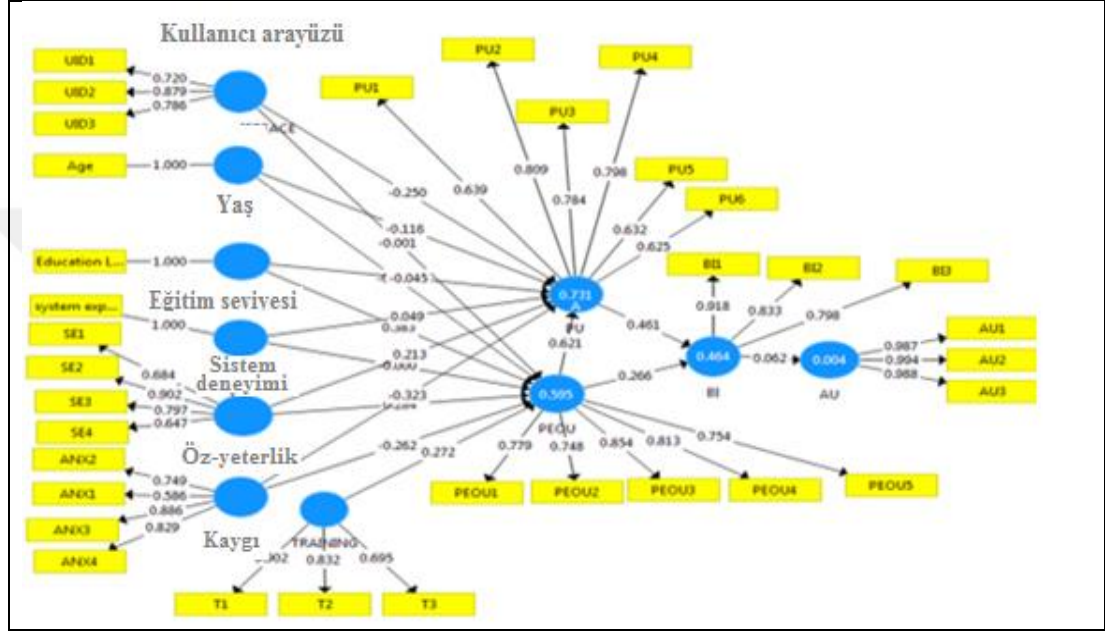 Kullanıcı arayüzü
UID1
UID2
UID3
0.720
0.879
0.786
Age
1.000
Yaş
Education L...
1.000
Eğitim seviyesi
system exp...
1.000
Sistem
deneyimi
SE1
SE2
SE3
SE4
0.684
0.902
0.797
0.647
Öz-yeterlik
ANX2
ANX1
ANX3
ANX4
0.749
0.586
0.886
0.829
Kaygı
TRAINING
0.832
0.695
T1
T2
T3
-0.250
-0.116
-0.001
-0.045
0.049
0.213
-0.323
-0.262
0.272
PU1
PU2
PU3
PU4
PU5
PU6
0.639
0.809
0.784
0.798
0.632
0.625
0.731
PU
0.621
0.595
PEOU
0.461
0.266
0.779
0.748
0.854
0.813
0.754
PEOU1
PEOU2
PEOU3
PEOU4
PEOU5
BI1
BI2
BI3
0.918
0.833
0.798
0.464
BI
0.062
0.004
AU
0.987
0.994
0.988
AU1
AU2
AU3